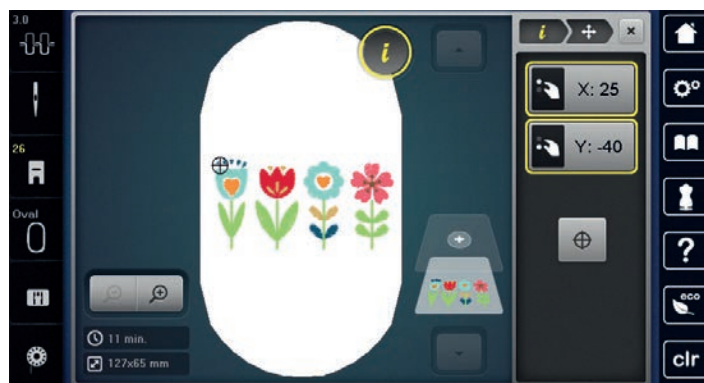 3.0
26
Oval
i
11 min.
127x65 mm
i
×
X: 25
Y: -40
?
eco
clr